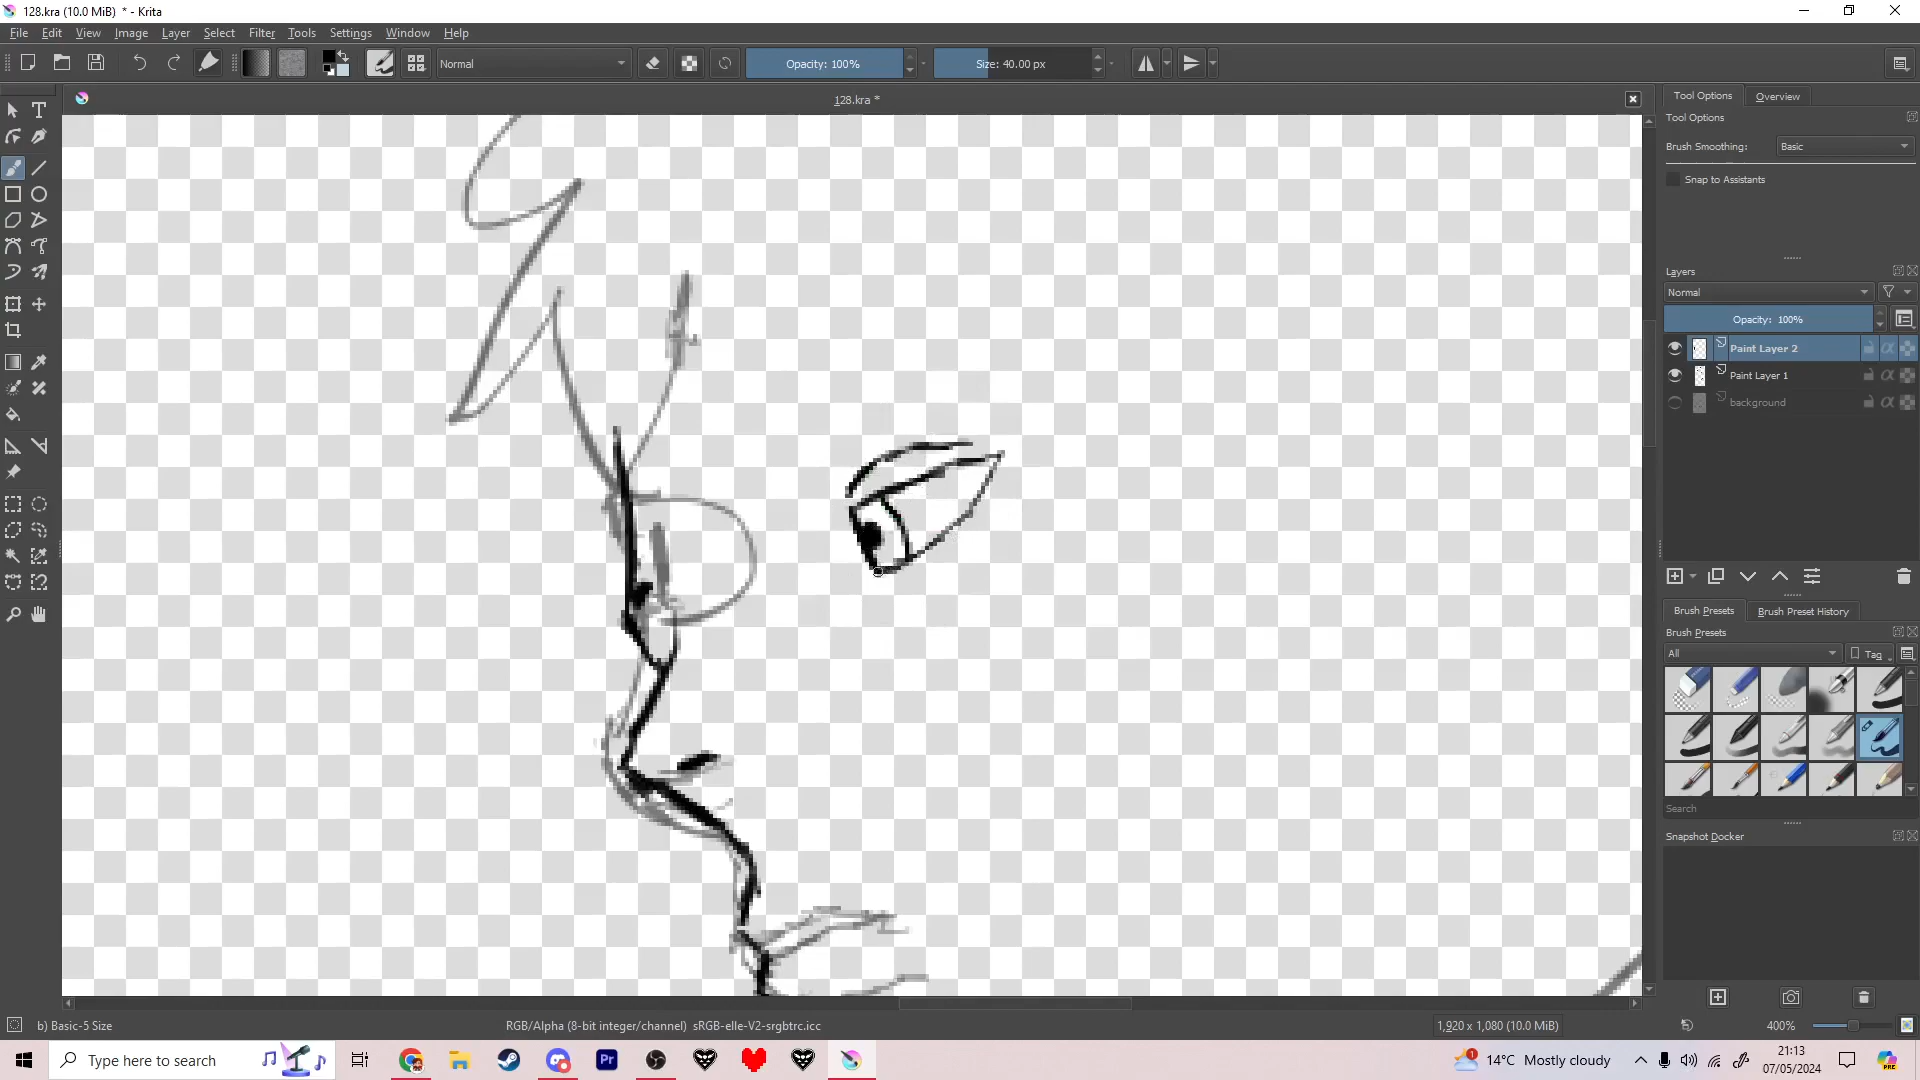 128.kra (10.0 MiB) * - Krita
File Edit View Image Layer Select Filter Tools Settings Window Help
Normal Opacity: 100% Size: 40.00 px
128.kra *
Tool Options Overview
Tool Options
Brush Smoothing: Basic
Snap to Assistants
Layers
Normal
Opacity: 100%
Paint Layer 2
Paint Layer 1
background
Brush Presets Brush Preset History
Brush Presets
All Tag
Search
Snapshot Docker
b) Basic-5 Size RGB/Alpha (8-bit integer/channel) sRGB-elle-V2-srgbtrc.icc 1,920 x 1,080 (10.0 MiB) 400%
Type here to search Pr 1 14°C Mostly cloudy 21:13
07/05/2024
PRE